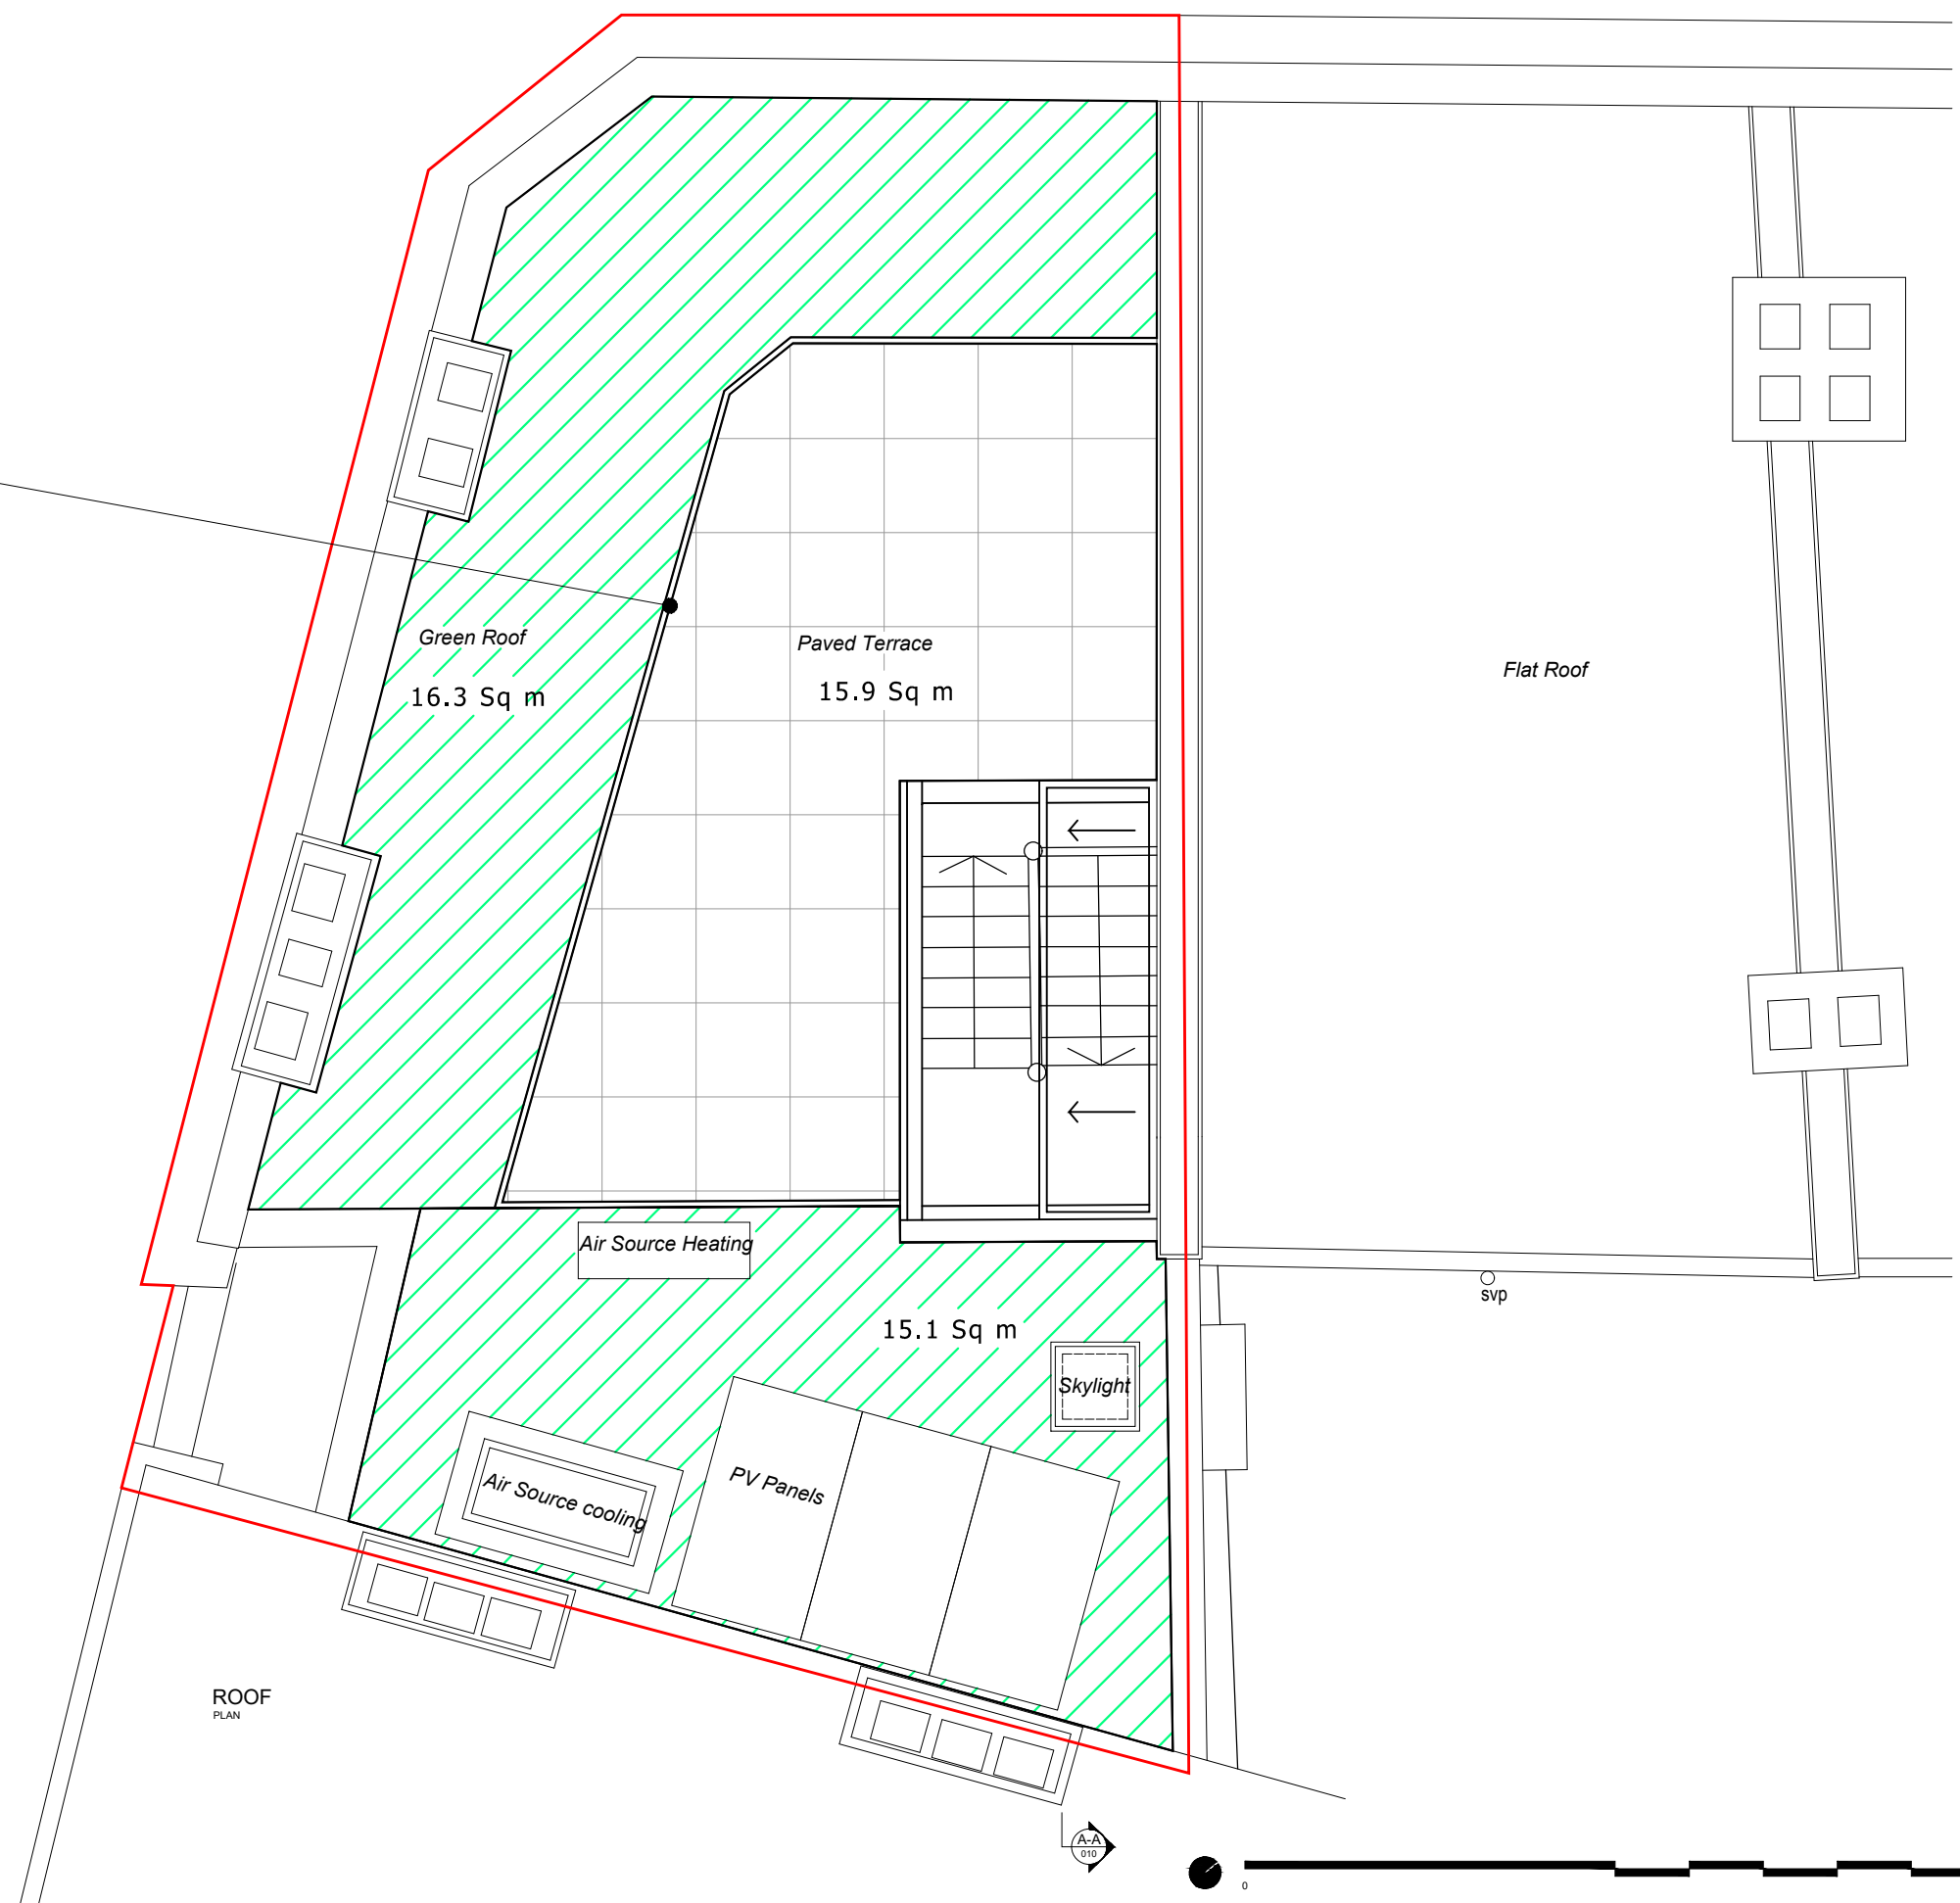 Green Roof
16.3 Sq m
Paved Terrace
15.9 Sq m
Flat Roof
Air Source Heating
svp
15.1 Sq m
Skylight
PV Panels
Air Source cooling
ROOF
PLAN
A-A
010
0